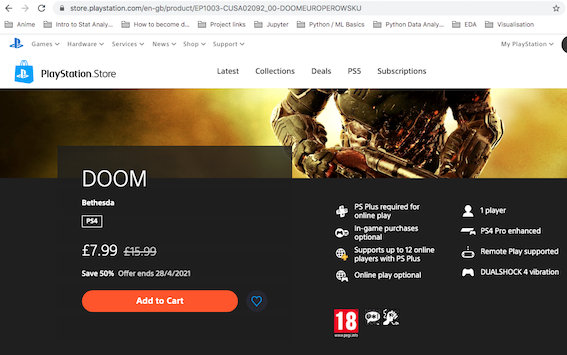 store.playstation.com/en-gb/product/EP1003-CUSA02092_00-DOOMEUROPEROWSKU
Anime
Intro to Stat Analy...
How to become d...
Project links
Jupyter
Python / ML Basics
Python Data Analy...
EDA
Visualisation
Games
Hardware
Services
News
Shop
Support
My PlayStation
PlayStation Store
Latest
Collections
Deals
PS5
Subscriptions
DOOM
Bethesda
PS4
£7.99 £15.99
Save 50% Offer ends 28/4/2021
Add to Cart
PS Plus required for
online play
In-game purchases
optional
Supports up to 12 online
players with PS Plus
Online play optional
1 player
PS4 Pro enhanced
Remote Play supported
DUALSHOCK 4 vibration
18
www.pegi.info